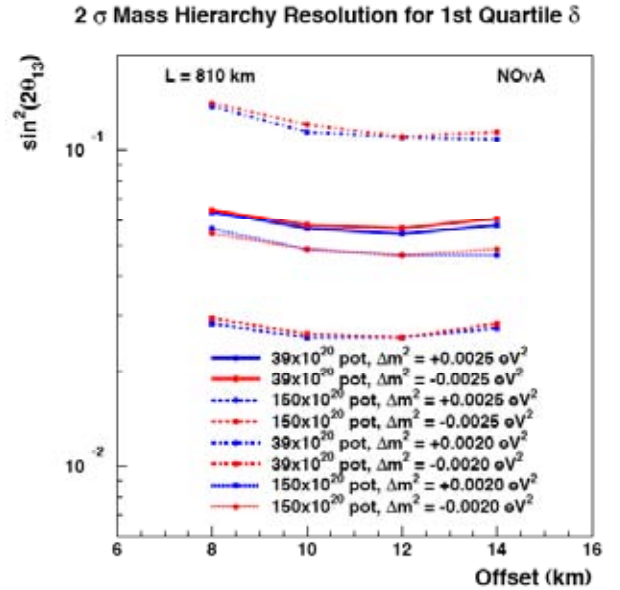 2 σ Mass Hierarchy Resolution for 1st Quartile δ
L = 810 km NOνA
sin²(2θ₁₃)
10⁻¹
10⁻²
39x10²⁰ pot, Δm² = +0.0025 eV²
39x10²⁰ pot, Δm² = -0.0025 eV²
150x10²⁰ pot, Δm² = +0.0025 eV²
150x10²⁰ pot, Δm² = -0.0025 eV²
39x10²⁰ pot, Δm² = +0.0020 eV²
39x10²⁰ pot, Δm² = -0.0020 eV²
150x10²⁰ pot, Δm² = +0.0020 eV²
150x10²⁰ pot, Δm² = -0.0020 eV²
6 8 10 12 14 16
Offset (km)